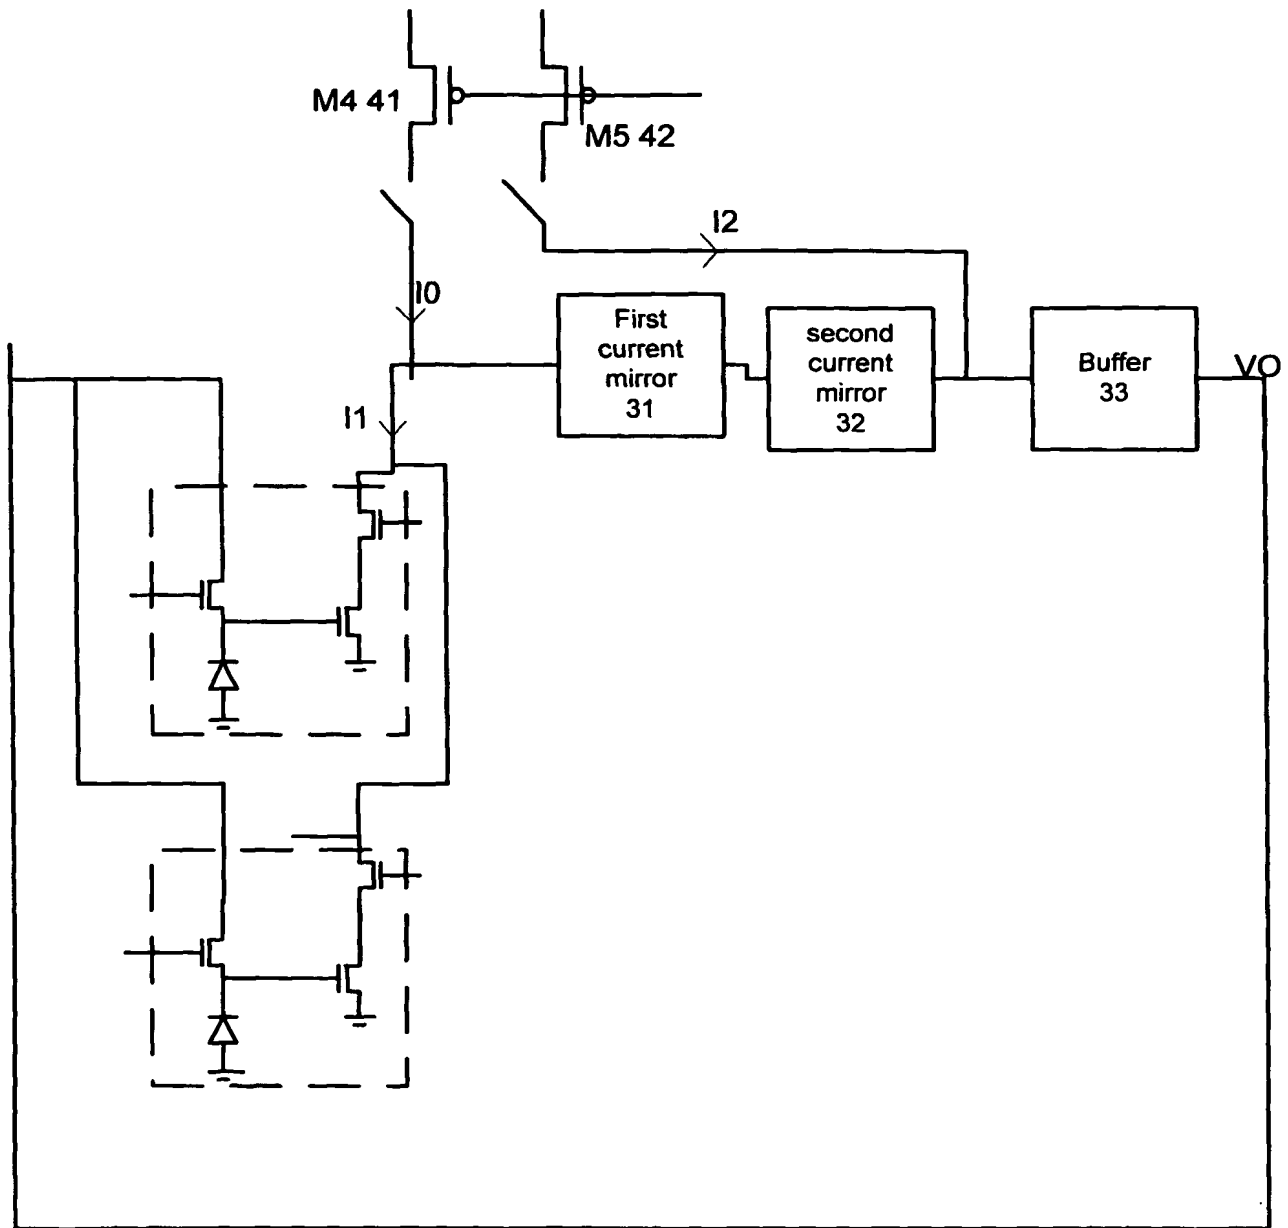 M4 41
M5 42
I2
I0
First
current
mirror
31
second
current
mirror
32
Buffer
33
VO
I1